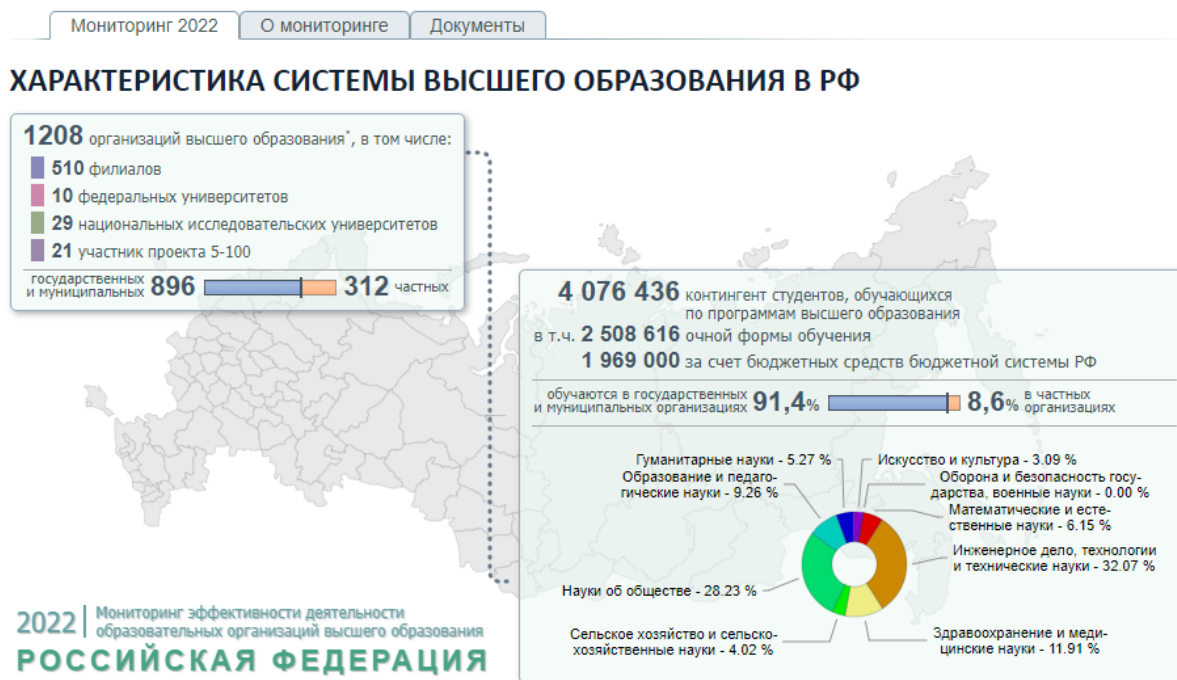 Мониторинг 2022
О мониторинге
Документы
ХАРАКТЕРИСТИКА СИСТЕМЫ ВЫСШЕГО ОБРАЗОВАНИЯ В РФ
1208 организаций высшего образования*, в том числе:
510 филиалов
10 федеральных университетов
29 национальных исследовательских университетов
21 участник проекта 5-100
государственных
и муниципальных 896 312 частных
4 076 436 контингент студентов, обучающихся
по программам высшего образования
в т.ч. 2 508 616 очной формы обучения
1 969 000 за счет бюджетных средств бюджетной системы РФ
обучаются в государственных
и муниципальных организациях 91,4% 8,6% в частных
организациях
Гуманитарные науки - 5.27 %
Образование и педаго-
гические науки - 9.26 %
Искусство и культура - 3.09 %
Оборона и безопасность госу-
дарства, военные науки - 0.00 %
Математические и есте-
ственные науки - 6.15 %
Инженерное дело, технологии
и технические науки - 32.07 %
Науки об обществе - 28.23 %
Сельское хозяйство и сельско-
хозяйственные науки - 4.02 %
Здравоохранение и меди-
цинские науки - 11.91 %
2022 | Мониторинг эффективности деятельности
образовательных организаций высшего образования
РОССИЙСКАЯ ФЕДЕРАЦИЯ